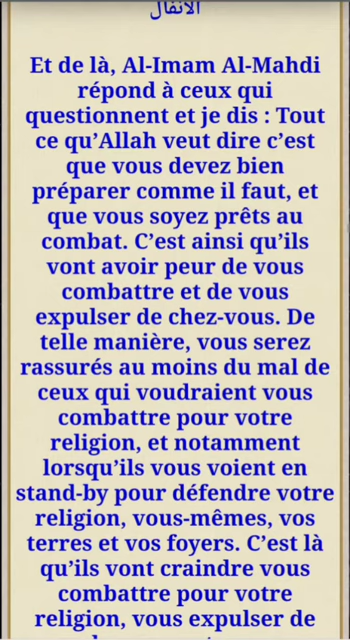 الأنفال
Et de là, Al-Imam Al-Mahdi
répond à ceux qui
questionnent et je dis : Tout
ce qu’Allah veut dire c’est
que vous devez bien
préparer comme il faut, et
que vous soyez prêts au
combat. C’est ainsi qu’ils
vont avoir peur de vous
combattre et de vous
expulser de chez-vous. De
telle manière, vous serez
rassurés au moins du mal de
ceux qui voudraient vous
combattre pour votre
religion, et notamment
lorsqu’ils vous voient en
stand-by pour défendre votre
religion, vous-mêmes, vos
terres et vos foyers. C’est là
qu’ils vont craindre vous
combattre pour votre
religion, vous expulser de